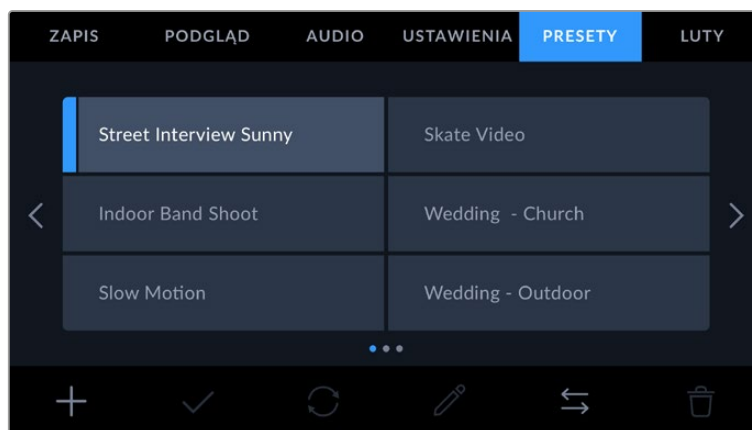 ZAPIS PODGLĄD AUDIO USTAWIENIA PRESETY LUTY
Street Interview Sunny Skate Video
Indoor Band Shoot Wedding - Church
Slow Motion Wedding - Outdoor